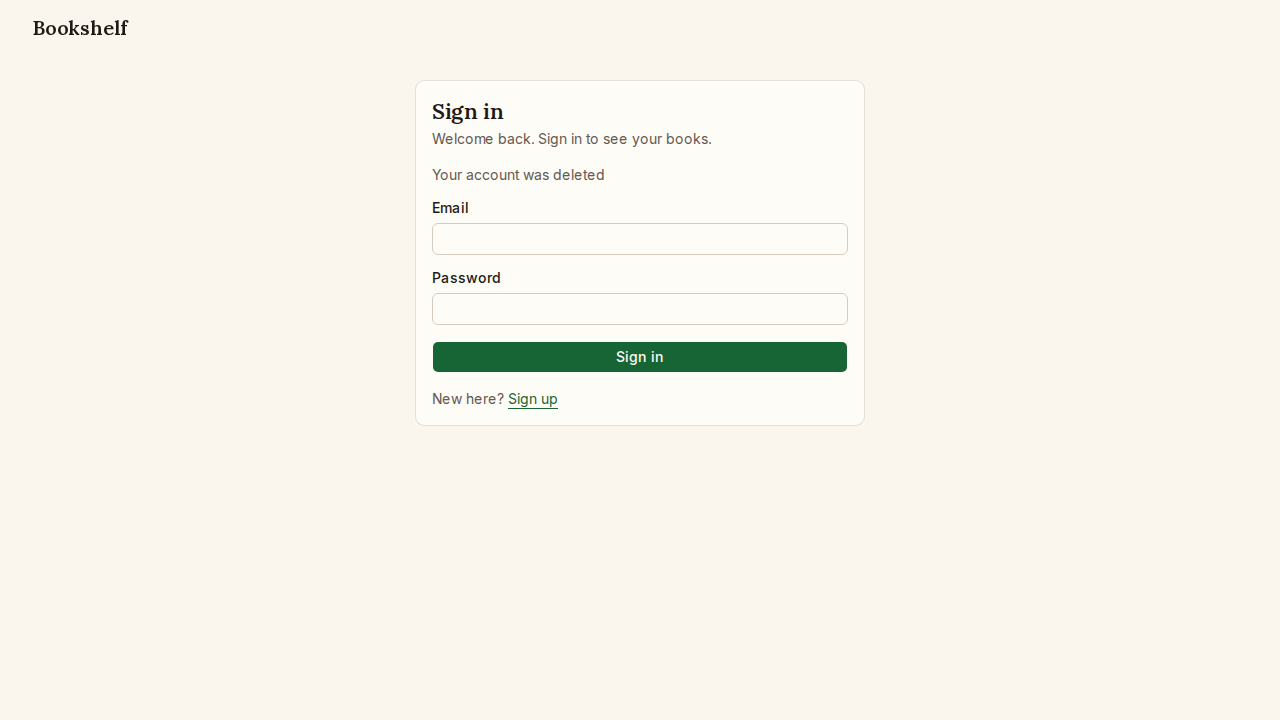 Bookshelf
Sign in
Welcome back. Sign in to see your books.
Your account was deleted
Email
Password
Sign in
New here? Sign up